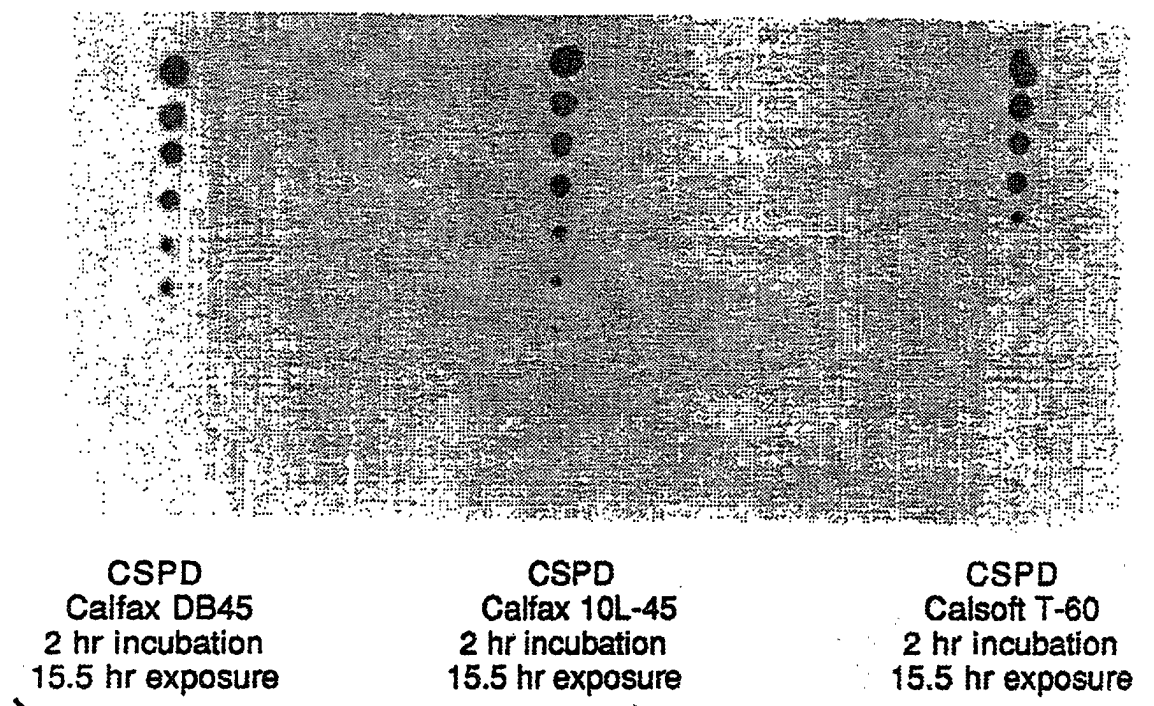 CSPD
Calfax DB45
2 hr incubation
15.5 hr exposure
CSPD
Calfax 10L-45
2 hr incubation
15.5 hr exposure
CSPD
Calsoft T-60
2 hr incubation
15.5 hr exposure